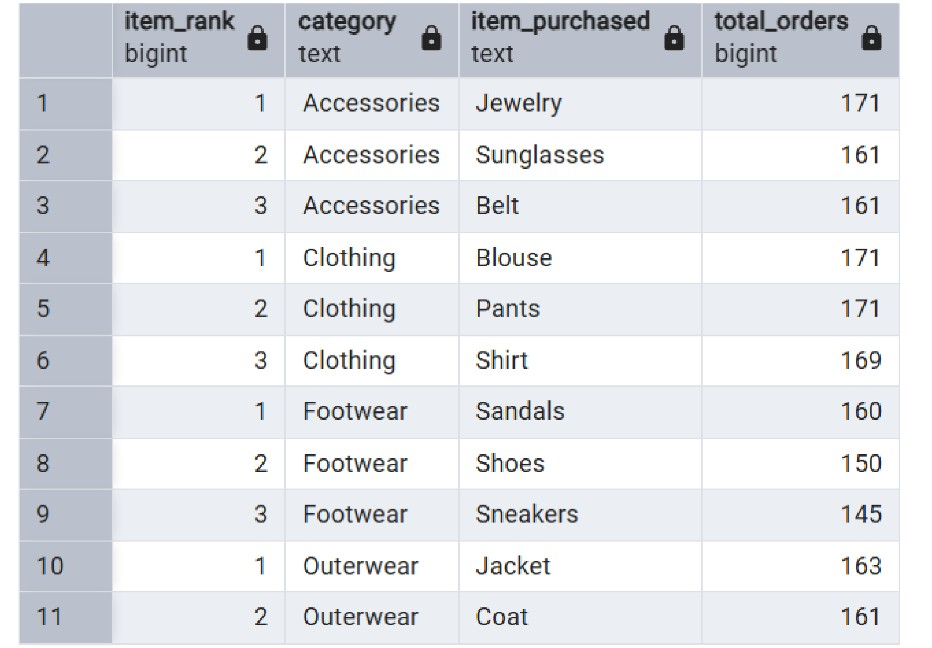 item_rank category item_purchased total_orders
bigint text text bigint
1 1 Accessories Jewelry 171
2 2 Accessories Sunglasses 161
3 3 Accessories Belt 161
4 1 Clothing Blouse 171
5 2 Clothing Pants 171
6 3 Clothing Shirt 169
7 1 Footwear Sandals 160
8 2 Footwear Shoes 150
9 3 Footwear Sneakers 145
10 1 Outerwear Jacket 163
11 2 Outerwear Coat 161